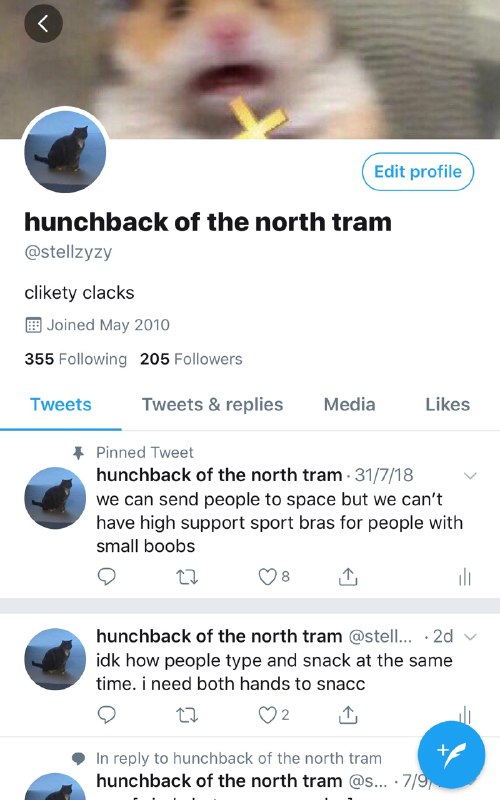 Edit profile
hunchback of the north tram
@stellzyzy
clikety clacks
Joined May 2010
355 Following 205 Followers
Tweets Tweets & replies Media Likes
Pinned Tweet
hunchback of the north tram · 31/7/18
we can send people to space but we can't
have high support sport bras for people with
small boobs
8
hunchback of the north tram @stell... · 2d
idk how people type and snack at the same
time. i need both hands to snacc
2
In reply to hunchback of the north tram
hunchback of the north tram @s... · 7/9/